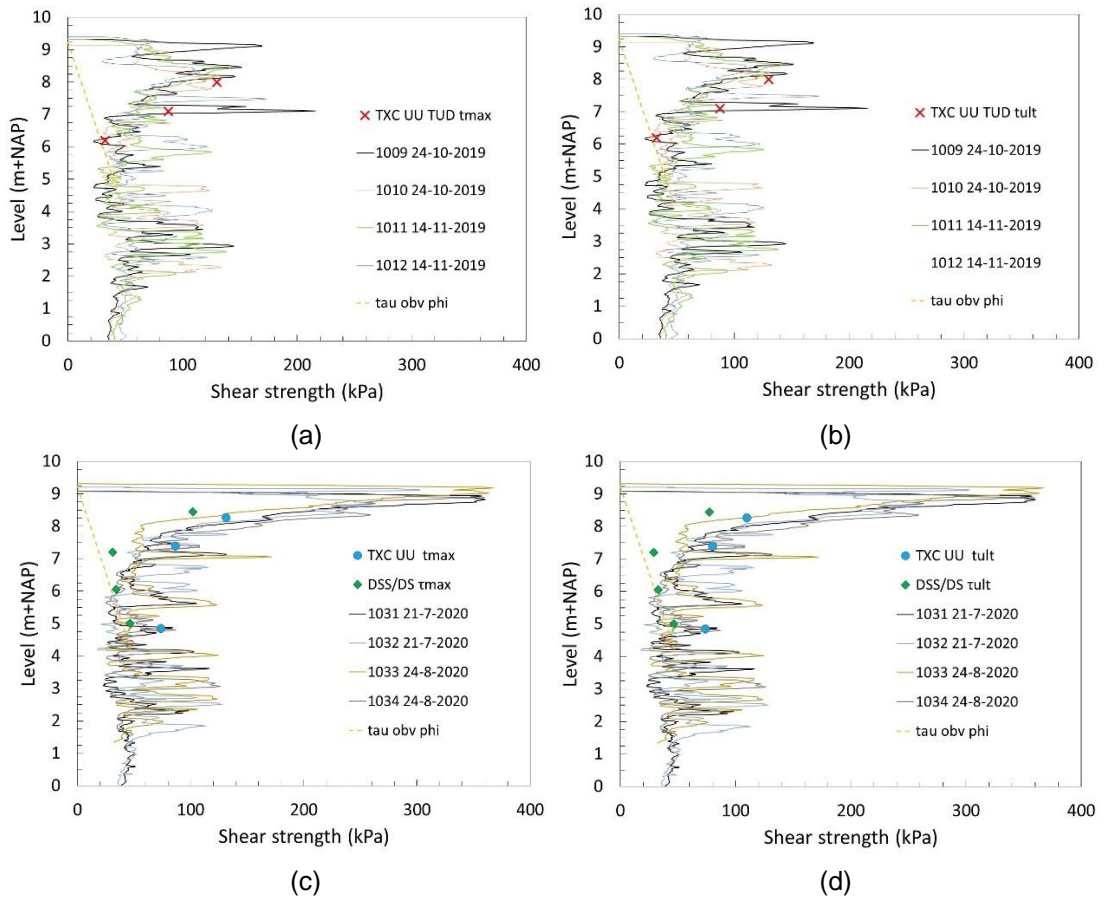 10
9
8
7
6
5
4
3
2
1
0
Level (m+NAP)
TXC UU TUD tmax
1009 24-10-2019
1010 24-10-2019
1011 14-11-2019
1012 14-11-2019
tau obv phi
0 100 200 300 400
Shear strength (kPa)
(a)
10
9
8
7
6
5
4
3
2
1
0
Level (m+NAP)
TXC UU TUD tult
1009 24-10-2019
1010 24-10-2019
1011 14-11-2019
1012 14-11-2019
tau obv phi
0 100 200 300 400
Shear strength (kPa)
(b)
10
9
8
7
6
5
4
3
2
1
0
Level (m+NAP)
TXC UU tmax
DSS/DS τmax
1031 21-7-2020
1032 21-7-2020
1033 24-8-2020
1034 24-8-2020
tau obv phi
0 100 200 300 400
Shear strength (kPa)
(c)
10
9
8
7
6
5
4
3
2
1
0
Level (m+NAP)
TXC UU tult
DSS/DS τult
1031 21-7-2020
1032 21-7-2020
1033 24-8-2020
1034 24-8-2020
tau obv phi
0 100 200 300 400
Shear strength (kPa)
(d)